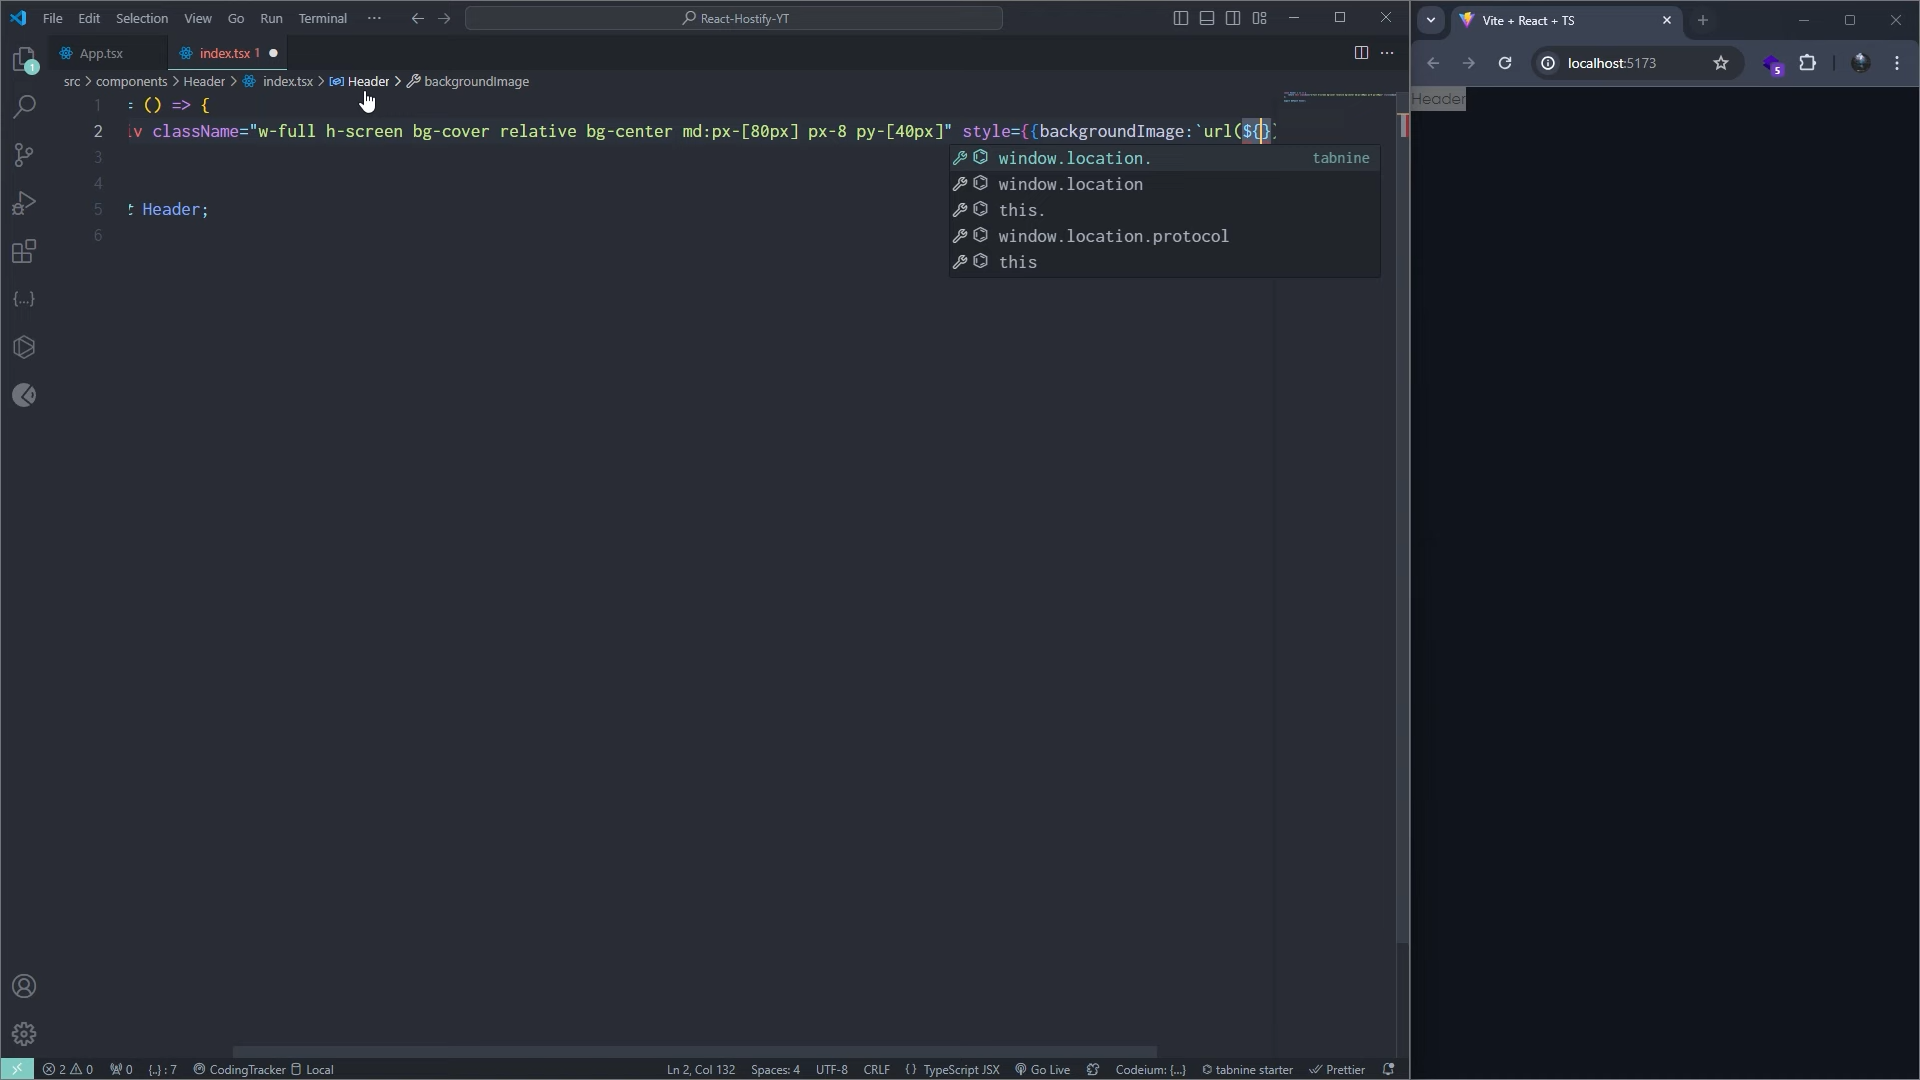 File Edit Selection View Go Run Terminal ··· React-Hostify-YT
Vite + React + TS
App.tsx index.tsx 1
localhost:5173
src > components > Header > index.tsx > Header > backgroundImage
Header
1 = () => {
2 iv className="w-full h-screen bg-cover relative bg-center md:px-[80px] px-8 py-[40px]" style={{backgroundImage:`url(${}
3
4
5 t Header;
6
window.location. tabnine
window.location
this.
window.location.protocol
this
1
5
2 0 0 {..} : 7 CodingTracker Local Ln 2, Col 132 Spaces: 4 UTF-8 CRLF { } TypeScript JSX Go Live Codeium: {...} tabnine starter Prettier